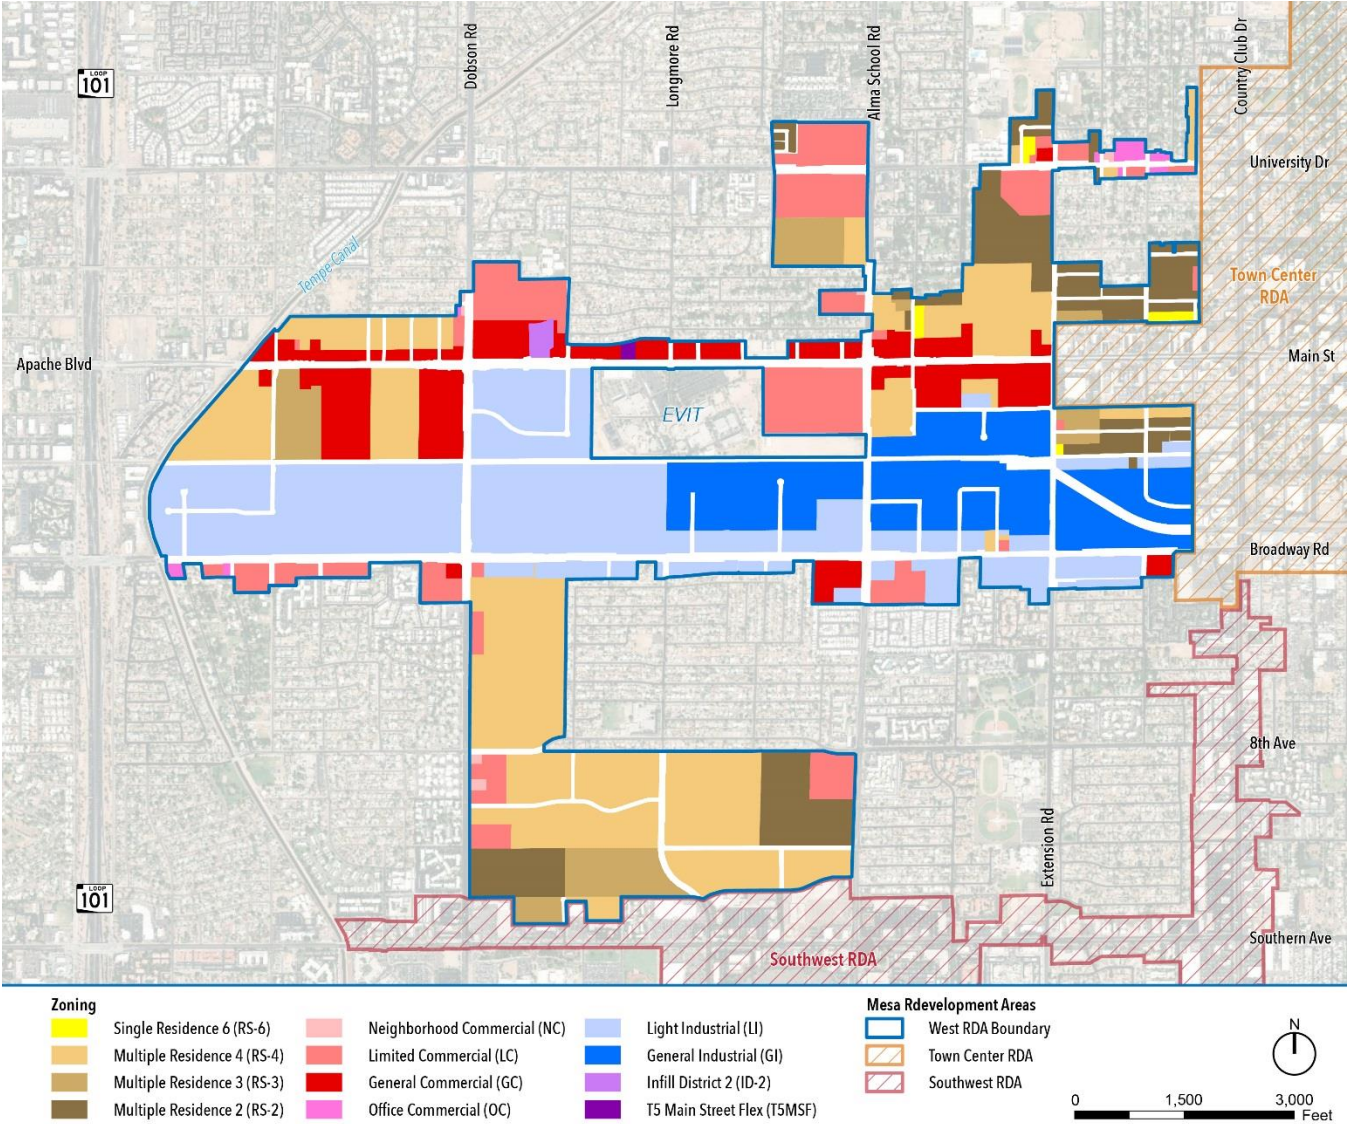 Dobson Rd
Longmore Rd
Alma School Rd
Country Club Dr
LOOP
101
University Dr
Tempe Canal
Town Center
RDA
Apache Blvd
Main St
EVIT
Broadway Rd
8th Ave
Extension Rd
LOOP
101
Southern Ave
Southwest RDA
Zoning
Single Residence 6 (RS-6)
Multiple Residence 4 (RS-4)
Multiple Residence 3 (RS-3)
Multiple Residence 2 (RS-2)
Neighborhood Commercial (NC)
Limited Commercial (LC)
General Commercial (GC)
Office Commercial (OC)
Light Industrial (LI)
General Industrial (GI)
Infill District 2 (ID-2)
T5 Main Street Flex (T5MSF)
Mesa Rdevelopment Areas
West RDA Boundary
Town Center RDA
Southwest RDA
N
0 1,500 3,000
Feet